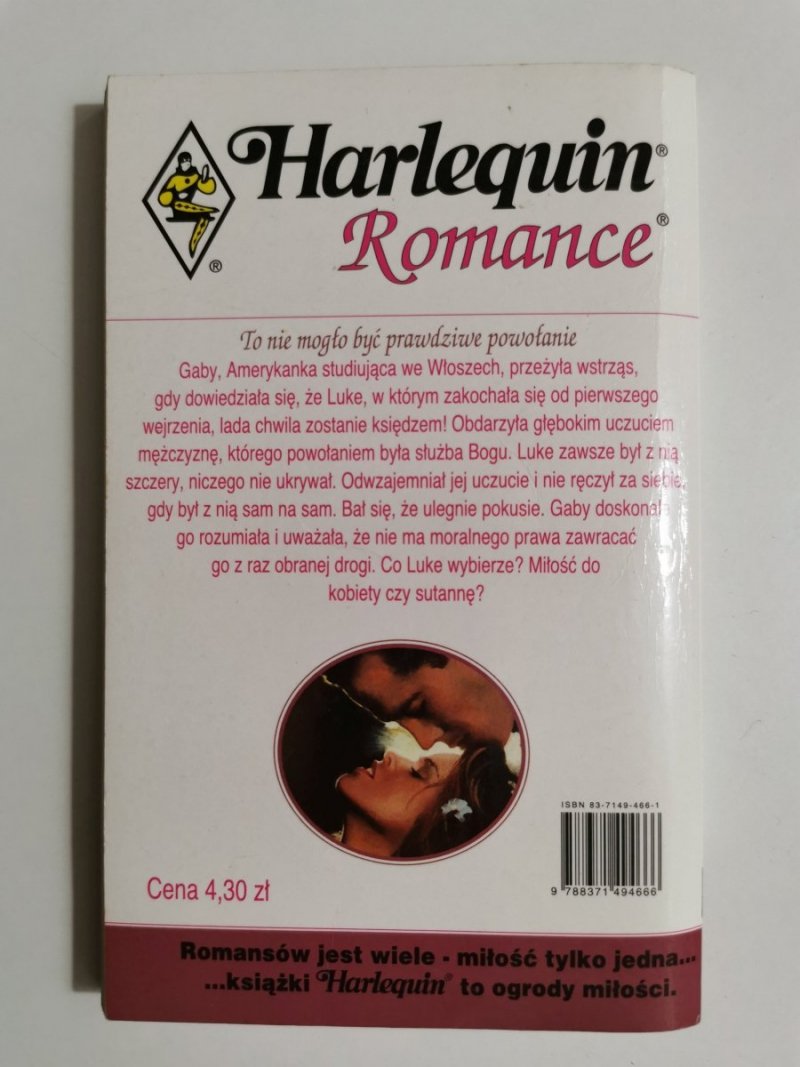 Harlequin®
Romance®
®
To nie mogło być prawdziwe powołanie
Gaby, Amerykanka studiująca we Włoszech, przeżyła wstrząs,
gdy dowiedziała się, że Luke, w którym zakochała się od pierwszego
wejrzenia, lada chwila zostanie księdzem! Obdarzyła głębokim uczuciem
mężczyznę, którego powołaniem była służba Bogu. Luke zawsze był z nią
szczery, niczego nie ukrywał. Odwzajemniał jej uczucie i nie ręczył za siebie,
gdy był z nią sam na sam. Bał się, że ulegnie pokusie. Gaby doskonale
go rozumiała i uważała, że nie ma moralnego prawa zawracać
go z raz obranej drogi. Co Luke wybierze? Miłość do
kobiety czy sutannę?
ISBN 83-7149-466-1
9 788371 494666
Cena 4,30 zł
Romansów jest wiele - miłość tylko jedna...
...książki Harlequin® to ogrody miłości.